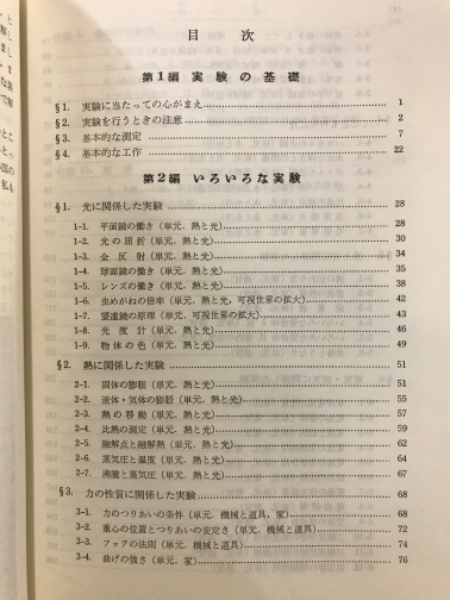 目次
第1編 実験の基礎
§1. 実験に当たっての心がまえ 1
§2. 実験を行うときの注意 2
§3. 基本的な測定 7
§4. 基本的な工作 22
第2編 いろいろな実験
§1. 光に関係した実験 28
1-1. 平面鏡の働き(単元．熱と光) 28
1-2. 光の屈折(単元．熱と光) 30
1-3. 全反射(単元．熱と光) 34
1-4. 球面鏡の働き(単元．熱と光) 35
1-5. レンズの働き(単元．熱と光) 38
1-6. 虫めがねの倍率(単元．熱と光，可視世界の拡大) 42
1-7. 望遠鏡の原理(単元．可視世界の拡大) 43
1-8. 光度計(単元．熱と光) 46
1-9. 物体の色(単元．熱と光) 49
§2. 熱に関係した実験 51
2-1. 固体の膨脹(単元．熱と光) 51
2-2. 液体・気体の膨脹(単元．熱と光) 55
2-3. 熱の移動(単元．熱と光) 57
2-4. 比熱の測定(単元．熱と光) 59
2-5. 融解点と融解熱(単元．熱と光) 62
2-6. 蒸気圧と温度(単元．熱と光) 64
2-7. 沸騰と蒸気圧(単元．熱と光) 67
§3. 力の性質に関係した実験 68
3-1. 力のつりあいの条件(単元．機械と道具，家) 68
3-2. 重心の位置とつりあいの安定さ(単元．機械と道具) 72
3-3. フックの法則(単元．機械と道具) 74
3-4. 曲げの強さ(単元．家) 76